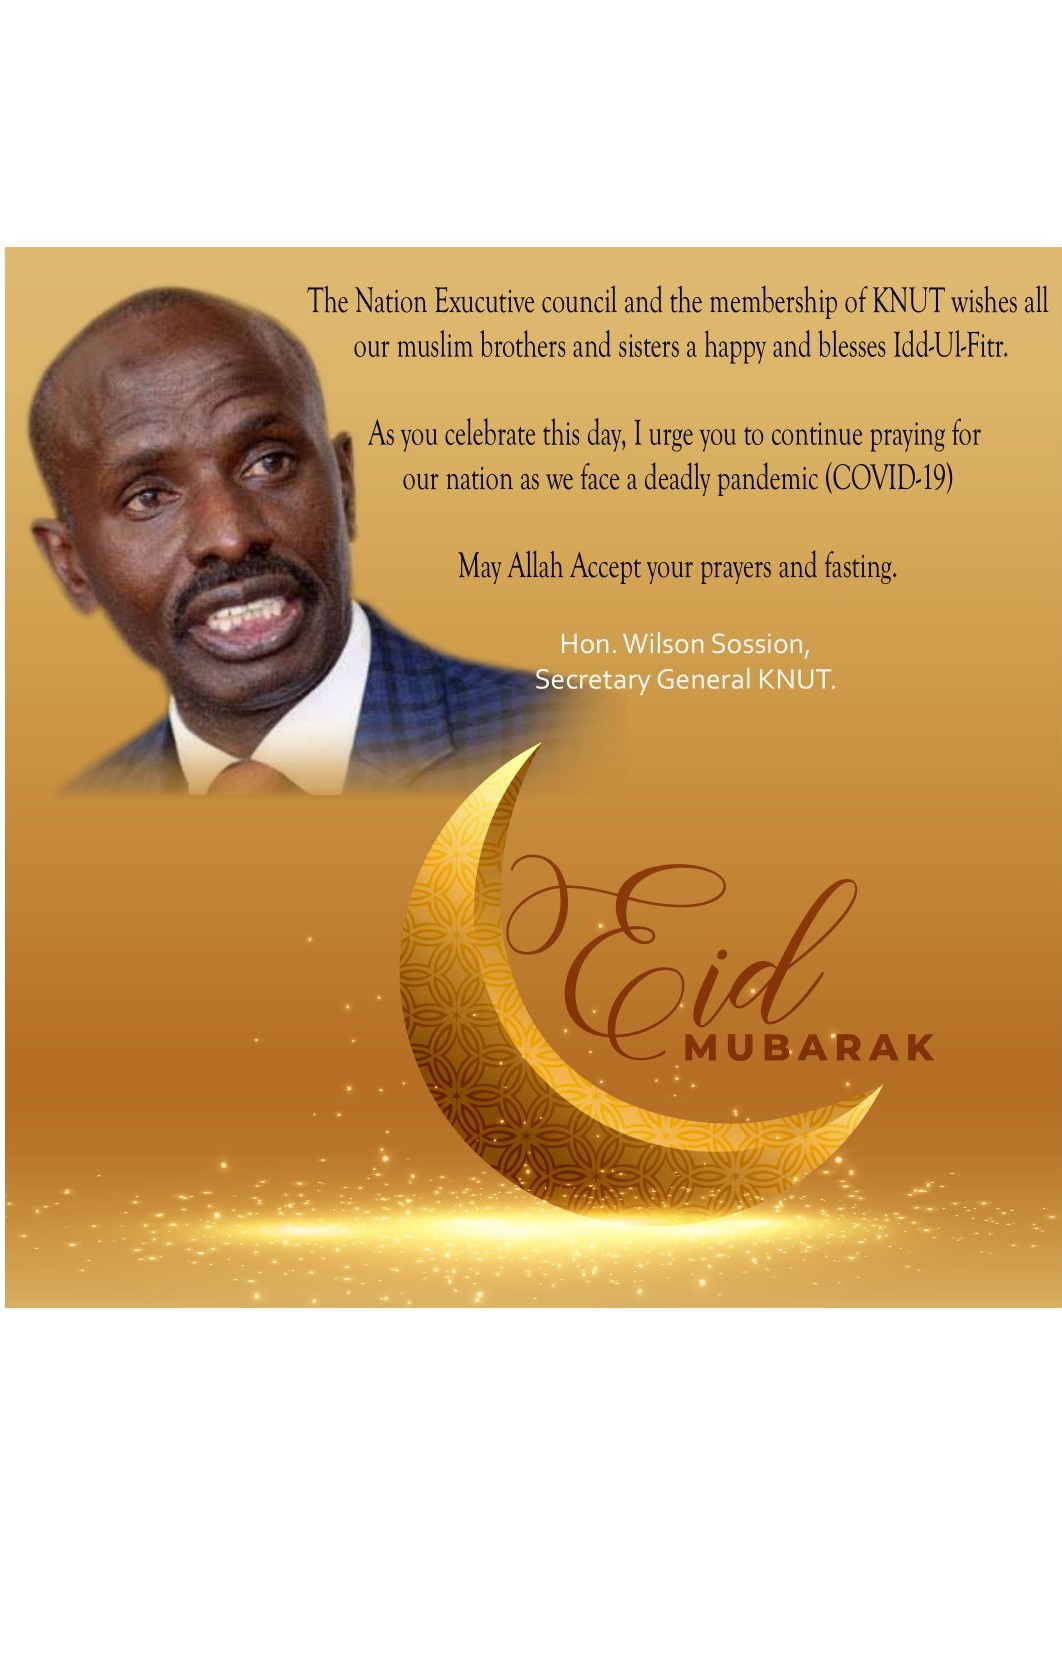 The Nation Exucutive council and the membership of KNUT wishes all
our muslim brothers and sisters a happy and blesses Idd-Ul-Fitr.
As you celebrate this day, I urge you to continue praying for
our nation as we face a deadly pandemic (COVID-19)
May Allah Accept your prayers and fasting.
Hon. Wilson Sossion,
Secretary General KNUT.
Eid
MUBARAK